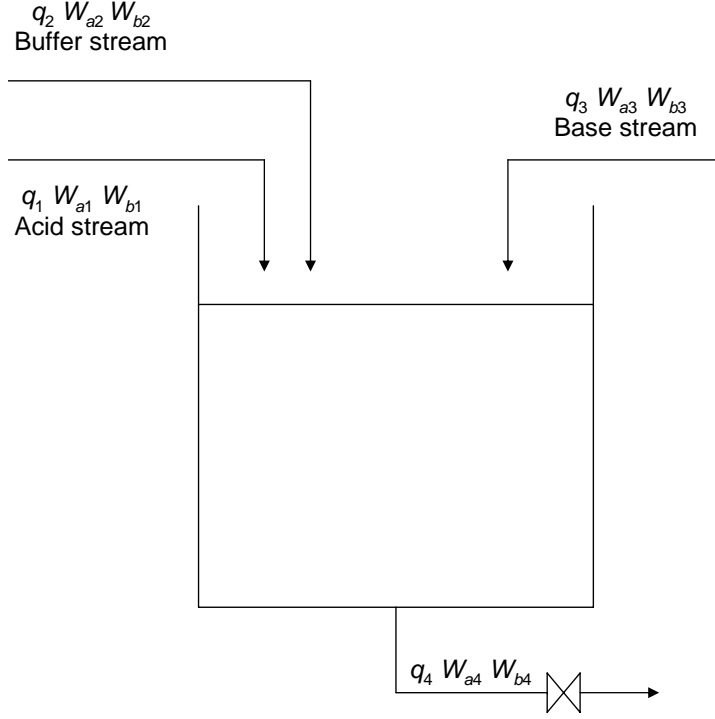 q2 Wa2 Wb2
Buffer stream
q3 Wa3 Wb3
Base stream
q1 Wa1 Wb1
Acid stream
q4 Wa4 Wb4